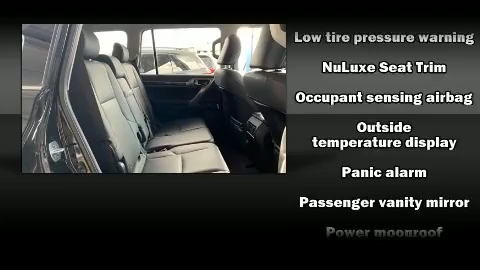 Low tire pressure warning
NuLuxe Seat Trim
Occupant sensing airbag
Outside
temperature display
Panic alarm
Passenger vanity mirror
Power moonroof